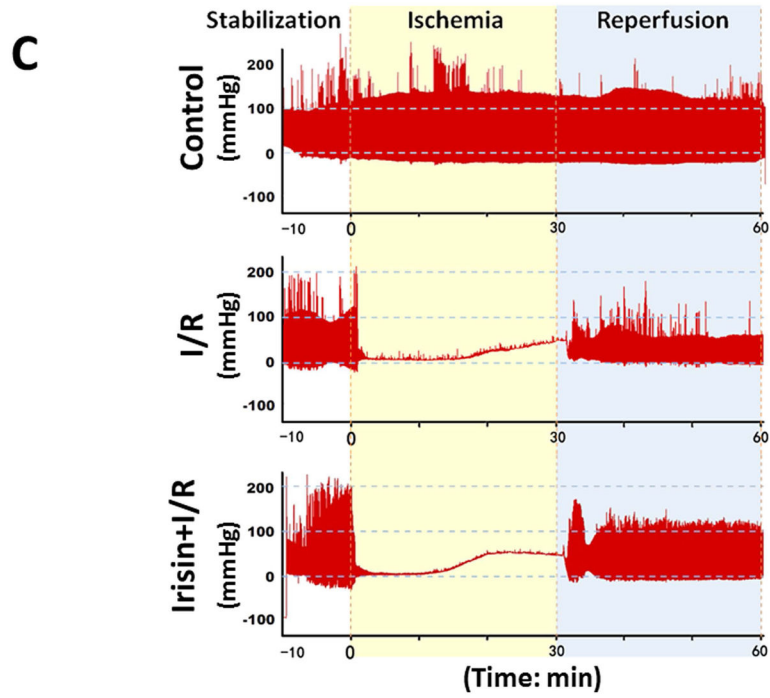 C
Stabilization Ischemia Reperfusion
Control
(mmHg)
200
100
0
-100
-10 0 30 60
I/R
(mmHg)
200
100
0
-100
-10 0 30 60
Irisin+I/R
(mmHg)
200
100
0
-100
-10 0 30 60
(Time: min)